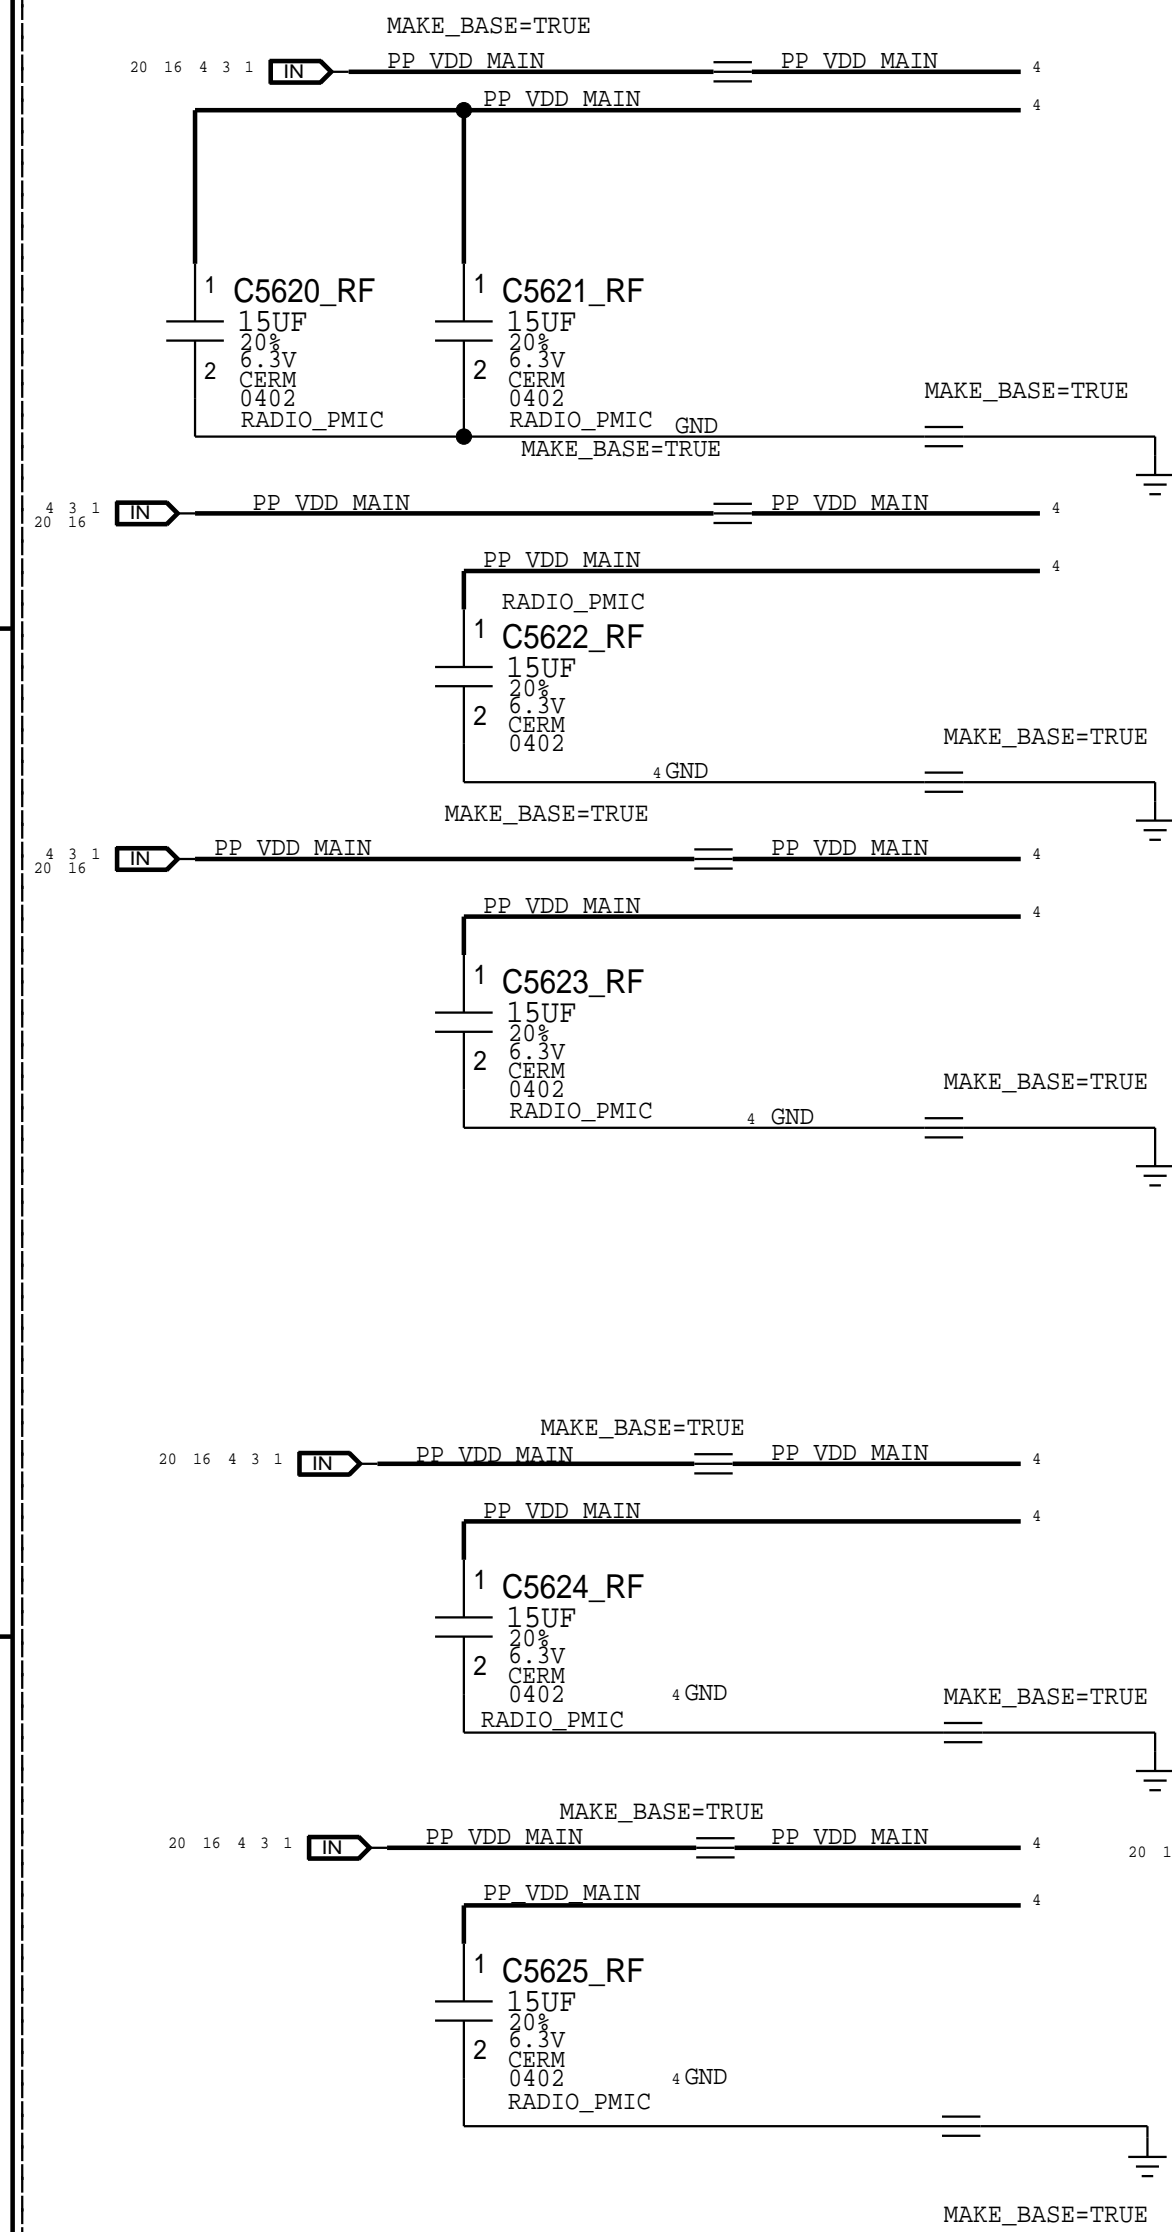 MAKE_BASE=TRUE
20 16 4 3 1 IN PP_VDD_MAIN PP_VDD_MAIN 4
PP_VDD_MAIN 4
1 C5620_RF 1 C5621_RF
15UF 15UF
20% 20%
6.3V 6.3V
2 CERM 2 CERM
0402 0402
MAKE_BASE=TRUE
RADIO_PMIC RADIO_PMIC GND
MAKE_BASE=TRUE
4 3 1 IN PP_VDD_MAIN PP_VDD_MAIN 4
20 16
PP_VDD_MAIN 4
RADIO_PMIC
1 C5622_RF
15UF
20%
6.3V
2 CERM
0402
MAKE_BASE=TRUE
4 GND
MAKE_BASE=TRUE
4 3 1 IN PP_VDD_MAIN PP_VDD_MAIN 4
20 16
PP_VDD_MAIN 4
1 C5623_RF
15UF
20%
6.3V
2 CERM
0402
MAKE_BASE=TRUE
RADIO_PMIC 4 GND
MAKE_BASE=TRUE
20 16 4 3 1 IN PP_VDD_MAIN PP_VDD_MAIN 4
PP_VDD_MAIN 4
1 C5624_RF
15UF
20%
6.3V
2 CERM
0402 4 GND MAKE_BASE=TRUE
RADIO_PMIC
MAKE_BASE=TRUE
20 16 4 3 1 IN PP_VDD_MAIN PP_VDD_MAIN 4
20 1
PP_VDD_MAIN 4
1 C5625_RF
15UF
20%
6.3V
2 CERM
0402 4 GND
RADIO_PMIC
MAKE_BASE=TRUE